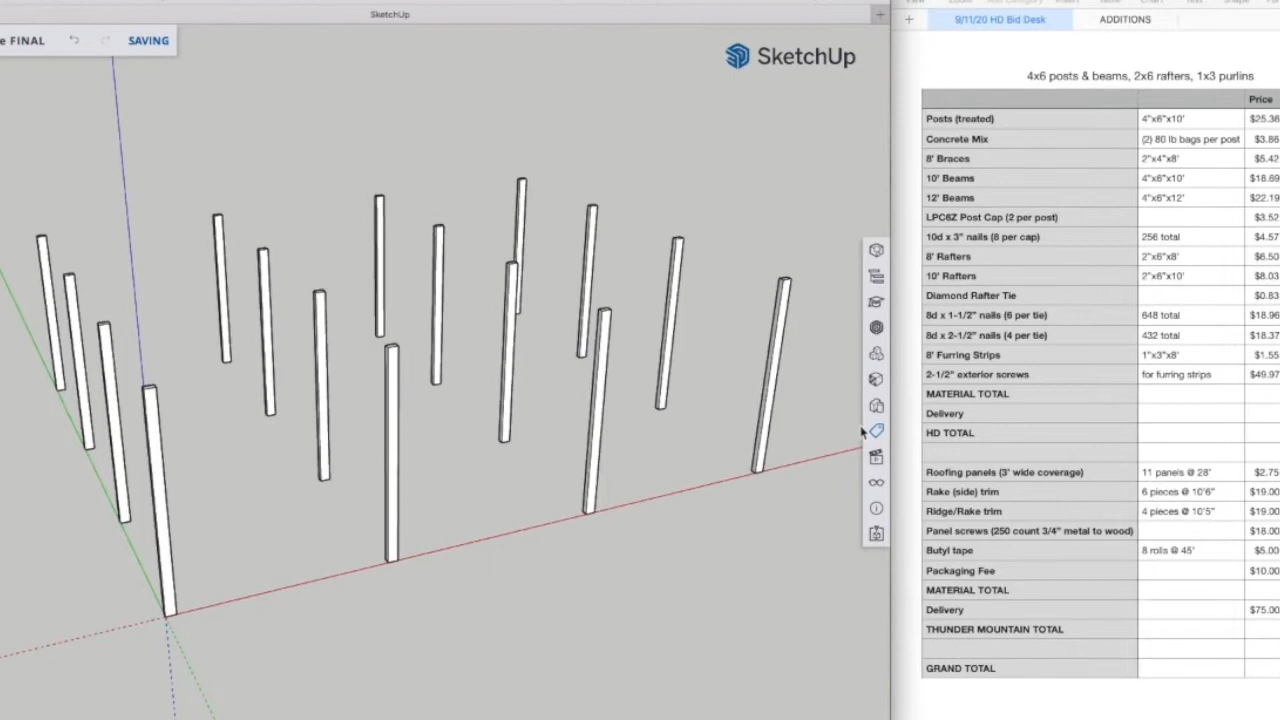 SketchUp
e FINAL
SAVING
SketchUp
+
+
9/11/20 HD Bid Desk
ADDITIONS
4x6 posts & beams, 2x6 rafters, 1x3 purlins
Price
Posts (treated) 4"x6"x10' $25.36
Concrete Mix (2) 80 lb bags per post $3.86
8' Braces 2"x4"x8' $5.42
10' Beams 4"x6"x10' $18.69
12' Beams 4"x6"x12' $22.19
LPC6Z Post Cap (2 per post) $3.52
10d x 3" nails (8 per cap) 256 total $4.57
8' Rafters 2"x6"x8' $6.50
10' Rafters 2"x6"x10' $8.03
Diamond Rafter Tie $0.83
8d x 1-1/2" nails (6 per tie) 648 total $18.96
8d x 2-1/2" nails (4 per tie) 432 total $18.37
8' Furring Strips 1"x3"x8' $1.55
2-1/2" exterior screws for furring strips $49.97
MATERIAL TOTAL
Delivery
HD TOTAL
Roofing panels (3' wide coverage) 11 panels @ 28' $2.75
Rake (side) trim 6 pieces @ 10'6" $19.00
Ridge/Rake trim 4 pieces @ 10'5" $19.00
Panel screws (250 count 3/4" metal to wood) $18.00
Butyl tape 8 rolls @ 45' $5.00
Packaging Fee $10.00
MATERIAL TOTAL
Delivery $75.00
THUNDER MOUNTAIN TOTAL
GRAND TOTAL